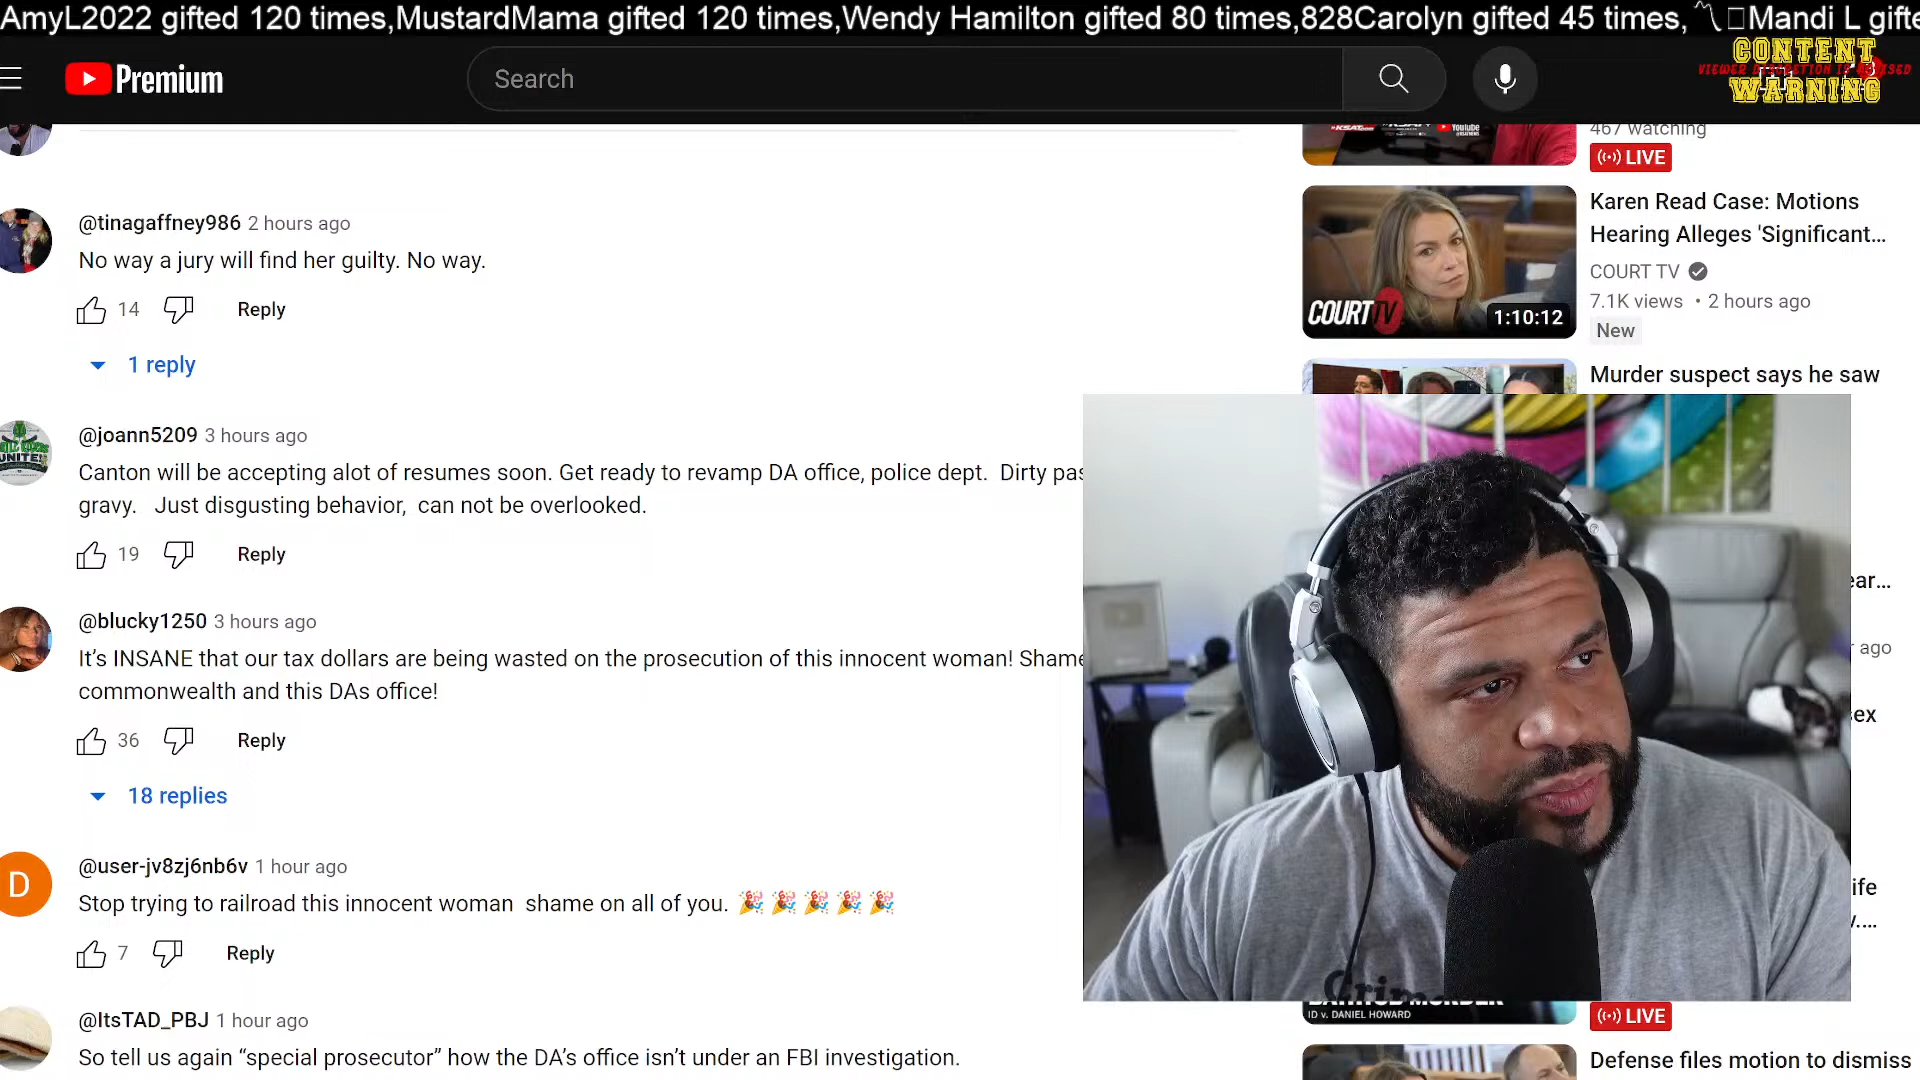 AmyL2022 gifted 120 times,MustardMama gifted 120 times,Wendy Hamilton gifted 80 times,828Carolyn gifted 45 times,
Mandi L gifte
CONTENT
VIEWER DISCRETION IS ADVISED
WARNING
Premium
Search
467 watching
LIVE
@tinagaffney986 2 hours ago
No way a jury will find her guilty. No way.
14
Reply
1 reply
Karen Read Case: Motions
Hearing Alleges 'Significant...
COURT TV
7.1K views • 2 hours ago
New
COURT TV
1:10:12
Murder suspect says he saw
@joann5209 3 hours ago
Canton will be accepting alot of resumes soon. Get ready to revamp DA office, police dept.  Dirty pas
gravy.   Just disgusting behavior,  can not be overlooked.
19
Reply
ear...
@blucky1250 3 hours ago
It's INSANE that our tax dollars are being wasted on the prosecution of this innocent woman! Shame
commonwealth and this DAs office!
36
Reply
18 replies
ago
sex
@user-jv8zj6nb6v 1 hour ago
Stop trying to railroad this innocent woman  shame on all of you. 🎉 🎉 🎉 🎉 🎉
7
Reply
D
ife
@ItsTAD_PBJ 1 hour ago
So tell us again “special prosecutor” how the DA’s office isn’t under an FBI investigation.
ID v. DANIEL HOWARD
LIVE
Defense files motion to dismiss